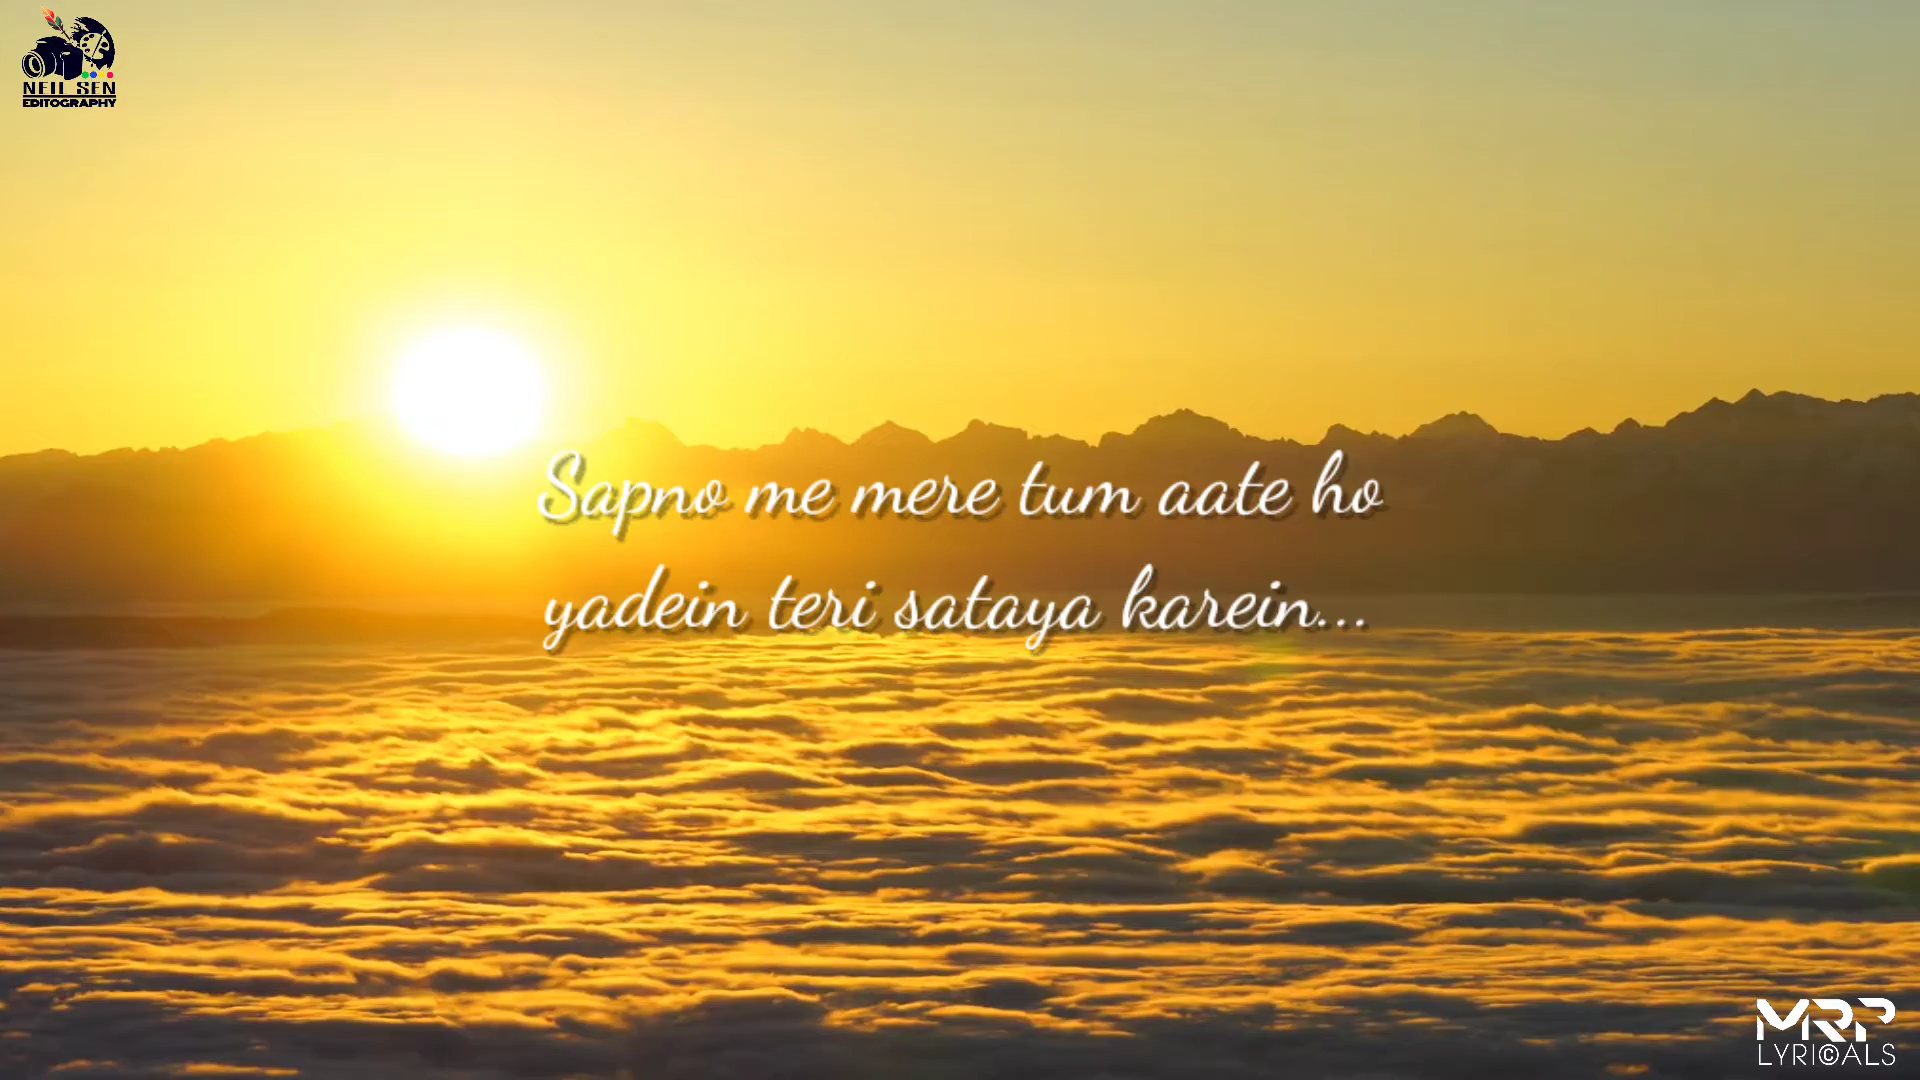 NEIL SEN
EDITOGRAPHY
Sapno me mere tum aate ho
yadein teri sataya karein...
MRP
LYRICALS